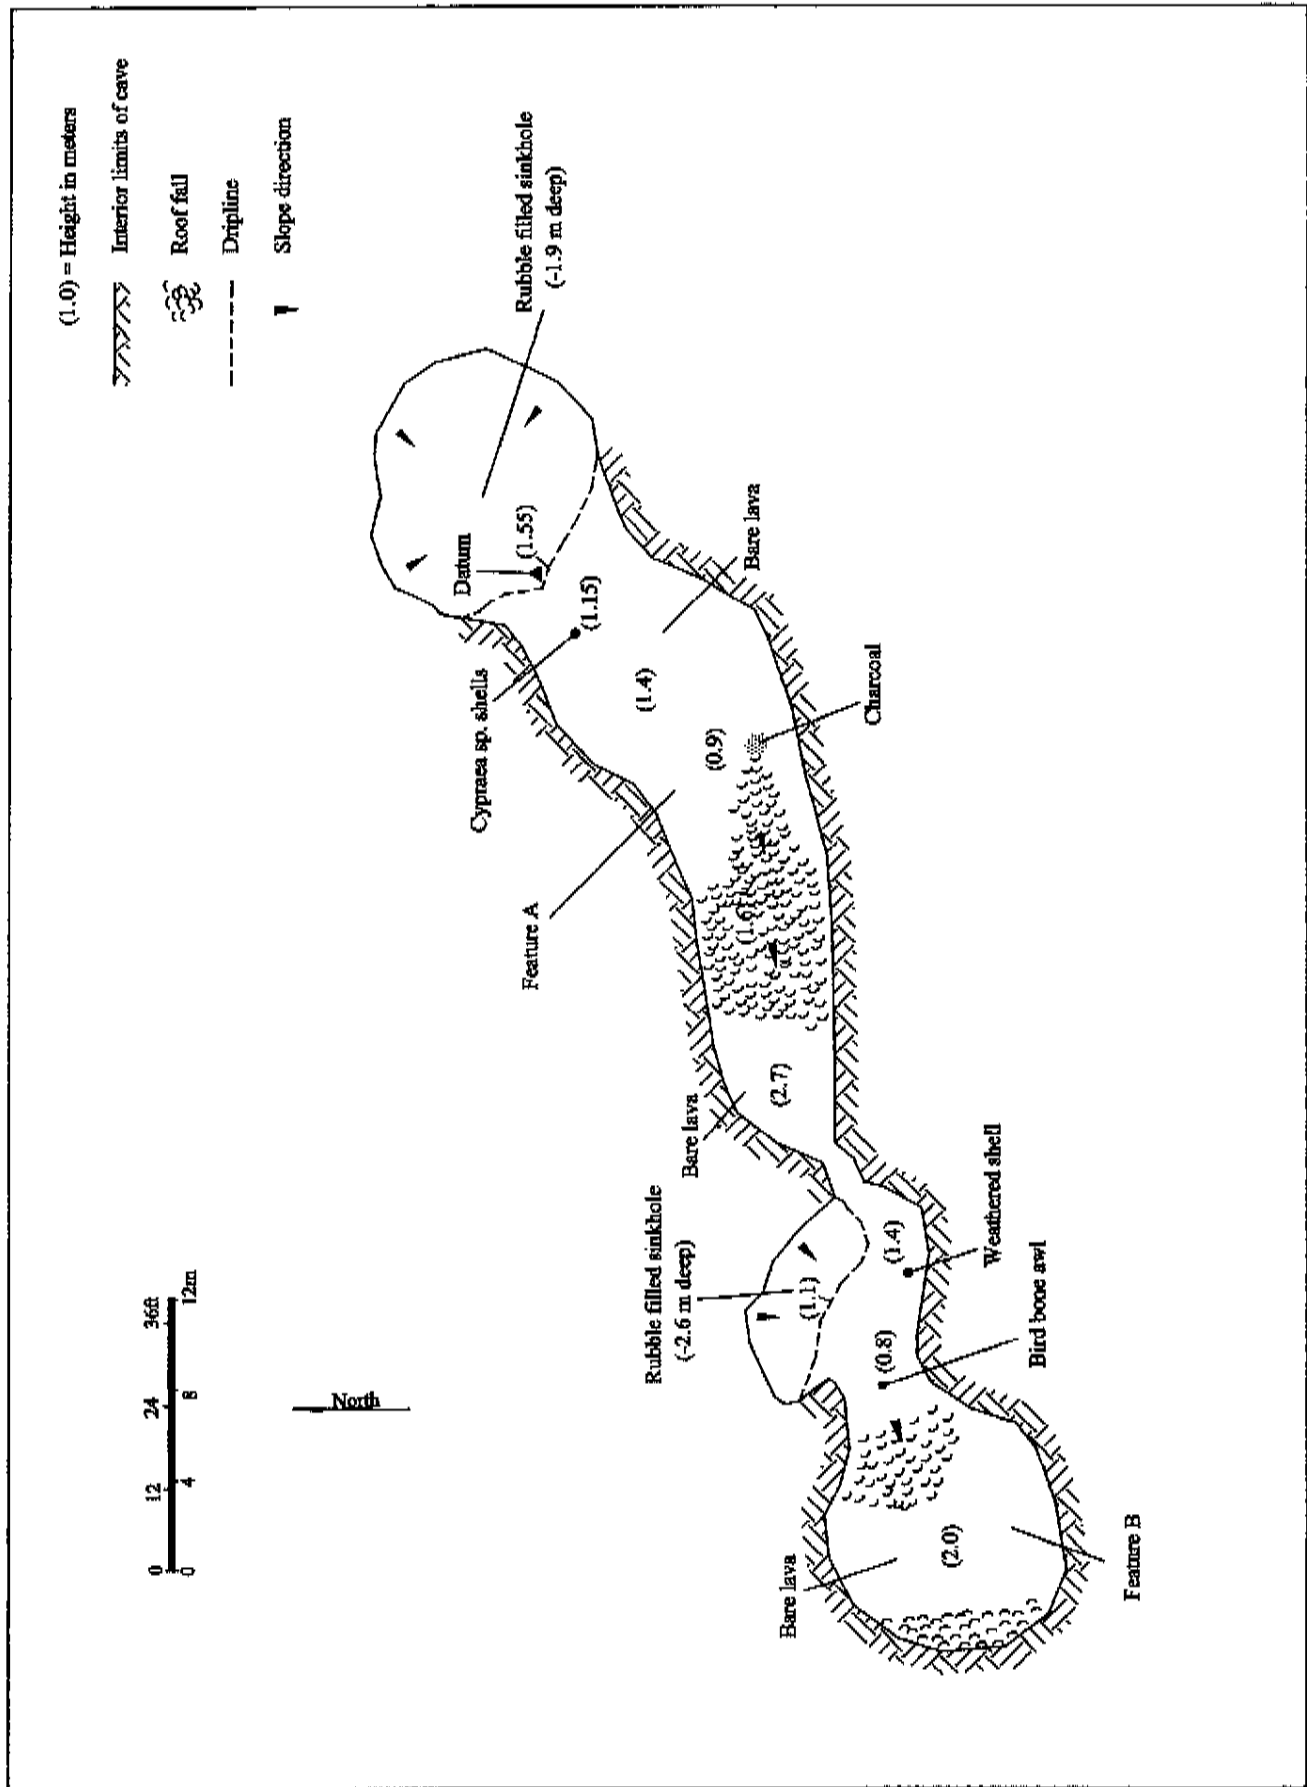 (1.0) = Height in meters
Interior limits of cave
Roof fall
Dripline
Slope direction
0 12 24 36ft
0 4 8 12m
North
Rubble filled sinkhole
(-1.9 m deep)
Datum
(1.55)
(1.15)
Cypraea sp. shells
Bare lava
(1.4)
(0.9)
Charcoal
Feature A
(1.6)
(2.7)
Bare lava
Rubble filled sinkhole
(-2.6 m deep)
(1.1)
(1.4)
Weathered shell
(0.8)
Bird bone awl
Bare lava
(2.0)
Feature B